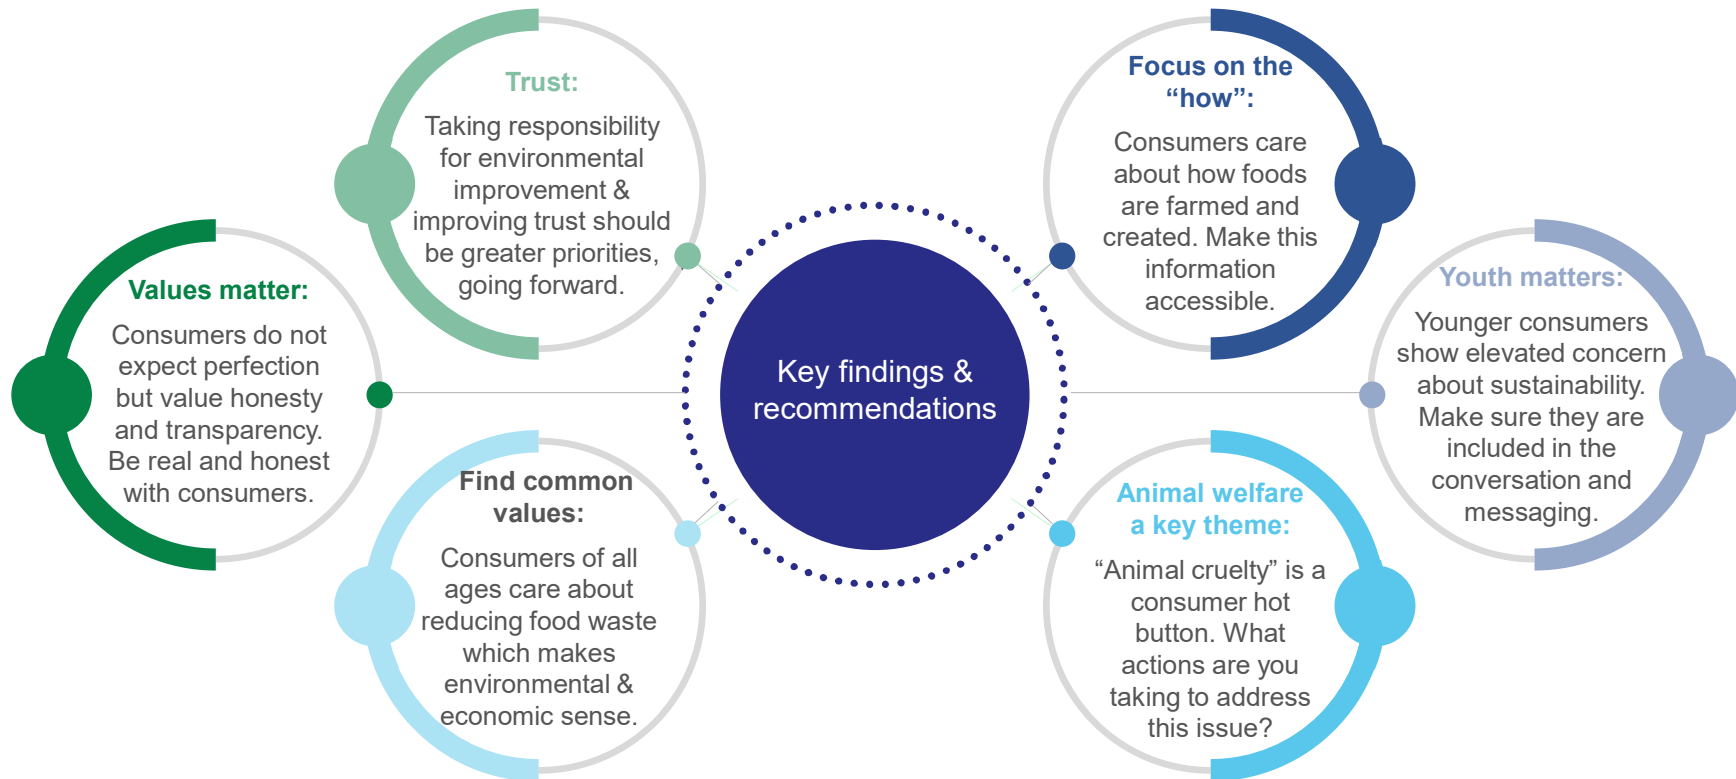 Trust:
Taking responsibility
for environmental
improvement &
improving trust should
be greater priorities,
going forward.
Focus on the
“how”:
Consumers care
about how foods
are farmed and
created. Make this
information
accessible.
Values matter:
Consumers do not
expect perfection
but value honesty
and transparency.
Be real and honest
with consumers.
Key findings &
recommendations
Youth matters:
Younger consumers
show elevated concern
about sustainability.
Make sure they are
included in the
conversation and
messaging.
Find common
values:
Consumers of all
ages care about
reducing food waste
which makes
environmental &
economic sense.
Animal welfare
a key theme:
“Animal cruelty” is a
consumer hot
button. What
actions are you
taking to address
this issue?